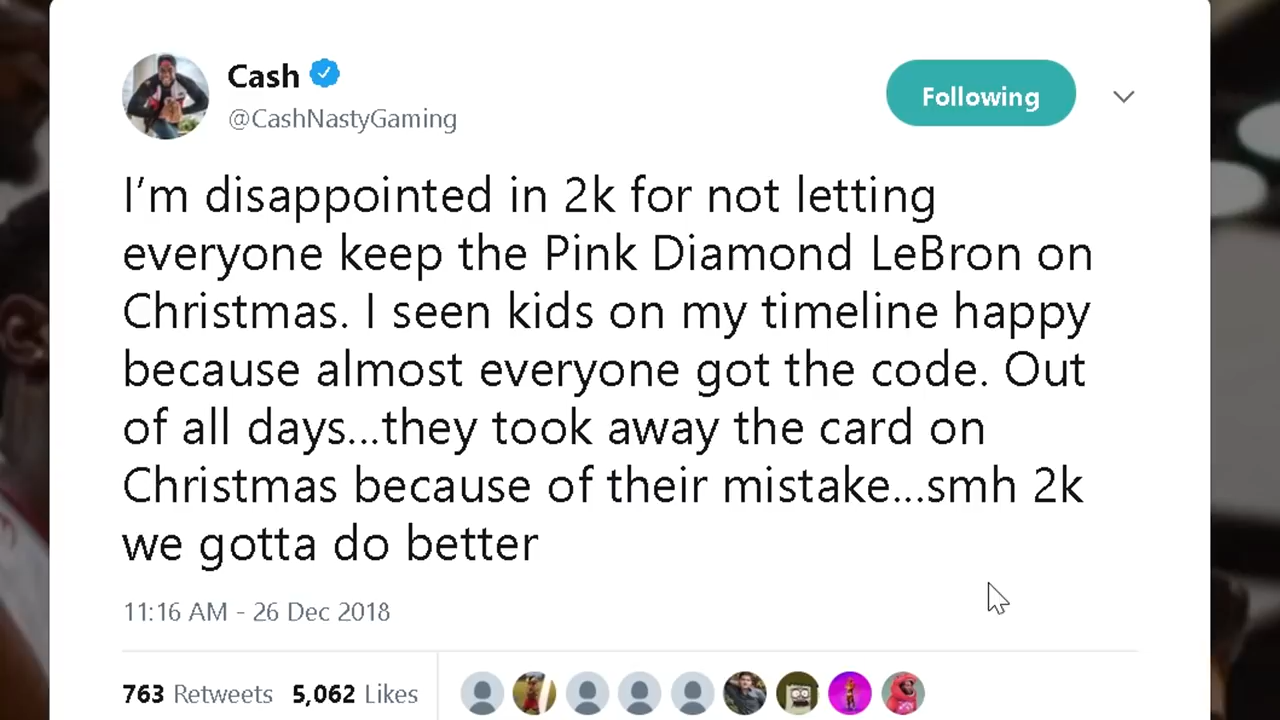 Cash
@CashNastyGaming
Following
I’m disappointed in 2k for not letting
everyone keep the Pink Diamond LeBron on
Christmas. I seen kids on my timeline happy
because almost everyone got the code. Out
of all days...they took away the card on
Christmas because of their mistake...smh 2k
we gotta do better
11:16 AM - 26 Dec 2018
763 Retweets 5,062 Likes